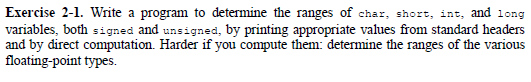 Exercise 2-1. Write a program to determine the ranges of char, short, int, and long
variables, both signed and unsigned, by printing appropriate values from standard headers
and by direct computation. Harder if you compute them: determine the ranges of the various
floating-point types.